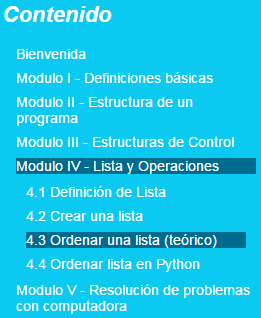 Contenido
Bienvenida
Modulo I - Definiciones básicas
Modulo II - Estructura de un
programa
Modulo III - Estructuras de Control
Modulo IV - Lista y Operaciones
4.1 Definición de Lista
4.2 Crear una lista
4.3 Ordenar una lista (teórico)
4.4 Ordenar lista en Python
Modulo V - Resolución de problemas
con computadora